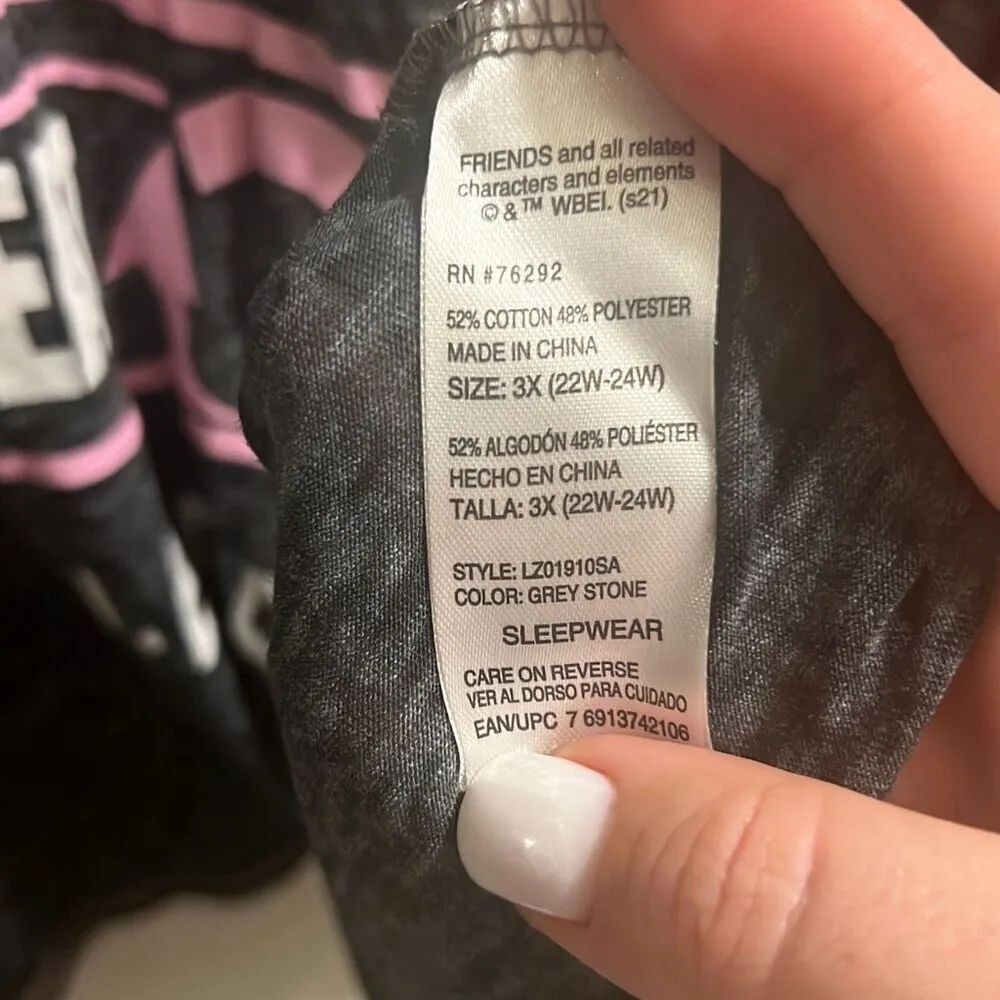 FRIENDS and all related
characters and elements
© & ™ WBEI. (s21)
RN #76292
52% COTTON 48% POLYESTER
MADE IN CHINA
SIZE: 3X (22W-24W)
52% ALGODÓN 48% POLIÉSTER
HECHO EN CHINA
TALLA: 3X (22W-24W)
STYLE: LZ01910SA
COLOR: GREY STONE
SLEEPWEAR
CARE ON REVERSE
VER AL DORSO PARA CUIDADO
EAN/UPC 7 6913742106